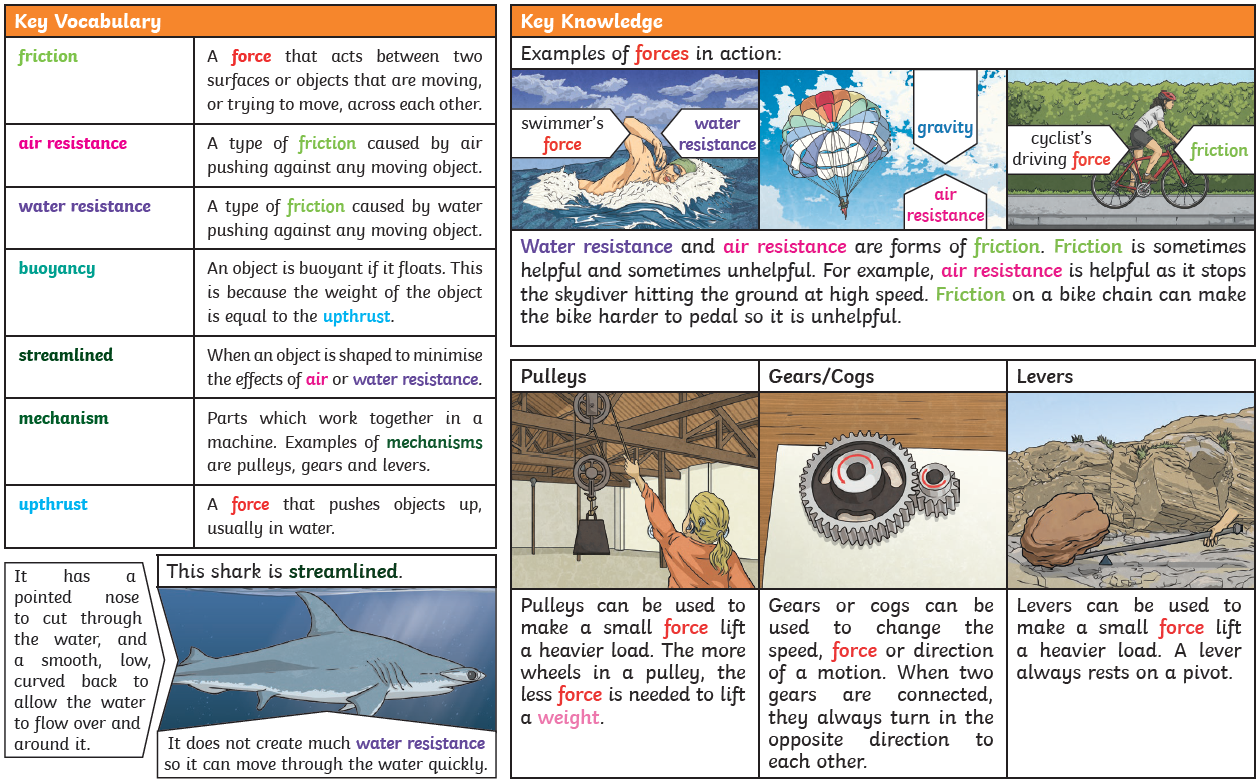 Key Vocabulary
friction
A force that acts between two
surfaces or objects that are moving,
or trying to move, across each other.
air resistance
A type of friction caused by air
pushing against any moving object.
water resistance
A type of friction caused by water
pushing against any moving object.
buoyancy
An object is buoyant if it floats. This
is because the weight of the object
is equal to the upthrust.
streamlined
When an object is shaped to minimise
the effects of air or water resistance.
mechanism
Parts which work together in a
machine. Examples of mechanisms
are pulleys, gears and levers.
upthrust
A force that pushes objects up,
usually in water.
It has a
pointed nose
to cut through
the water, and
a smooth, low,
curved back to
allow the water
to flow over and
around it.
This shark is streamlined.
It does not create much water resistance
so it can move through the water quickly.
Key Knowledge
Examples of forces in action:
swimmer's
force
water
resistance
gravity
air
resistance
cyclist's
driving force
friction
Water resistance and air resistance are forms of friction. Friction is sometimes
helpful and sometimes unhelpful. For example, air resistance is helpful as it stops
the skydiver hitting the ground at high speed. Friction on a bike chain can make
the bike harder to pedal so it is unhelpful.
Pulleys
Pulleys can be used to
make a small force lift
a heavier load. The more
wheels in a pulley, the
less force is needed to lift
a weight.
Gears/Cogs
Gears or cogs can be
used to change the
speed, force or direction
of a motion. When two
gears are connected,
they always turn in the
opposite direction to
each other.
Levers
Levers can be used to
make a small force lift
a heavier load. A lever
always rests on a pivot.